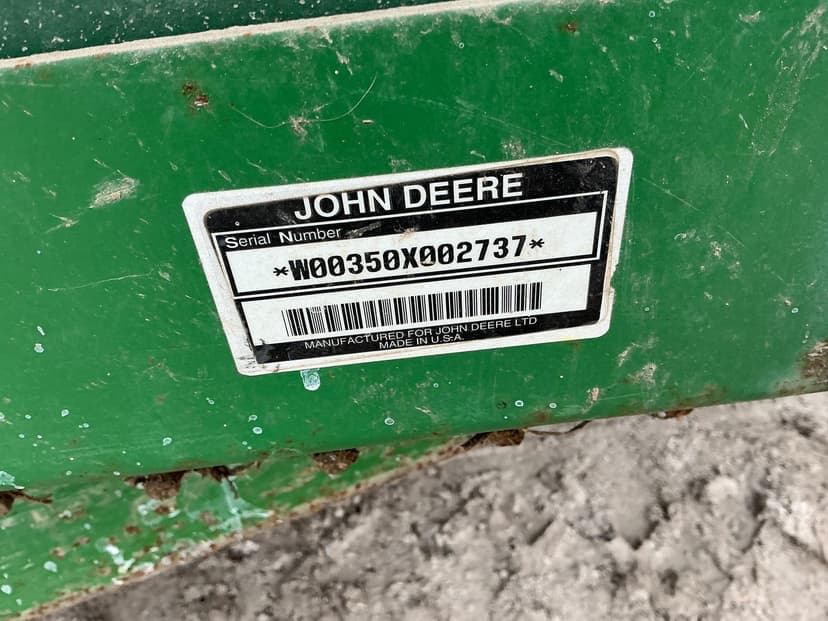 JOHN DEERE
Serial Number
*W00350X002737*
MANUFACTURED FOR JOHN DEERE LTD
MADE IN U.S.A.